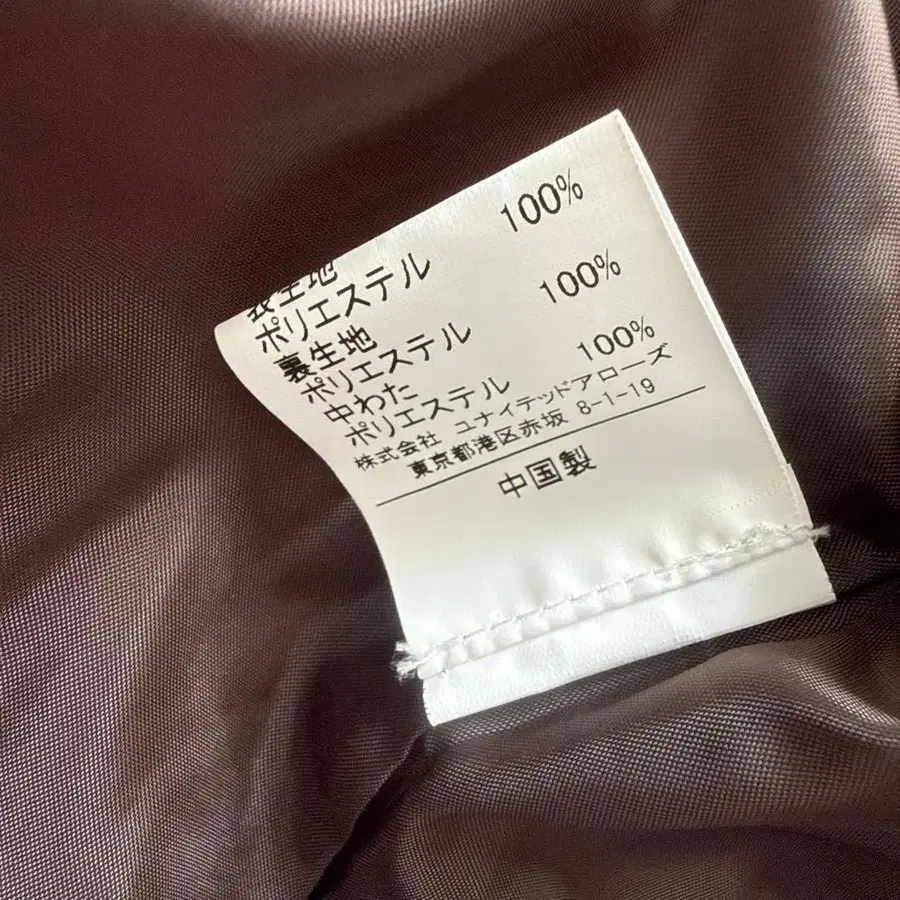 表生地
ポリエステル 100%
裏生地
ポリエステル 100%
中わた
ポリエステル 100%
株式会社 ユナイテッドアローズ
東京都港区赤坂 8-1-19
中国製